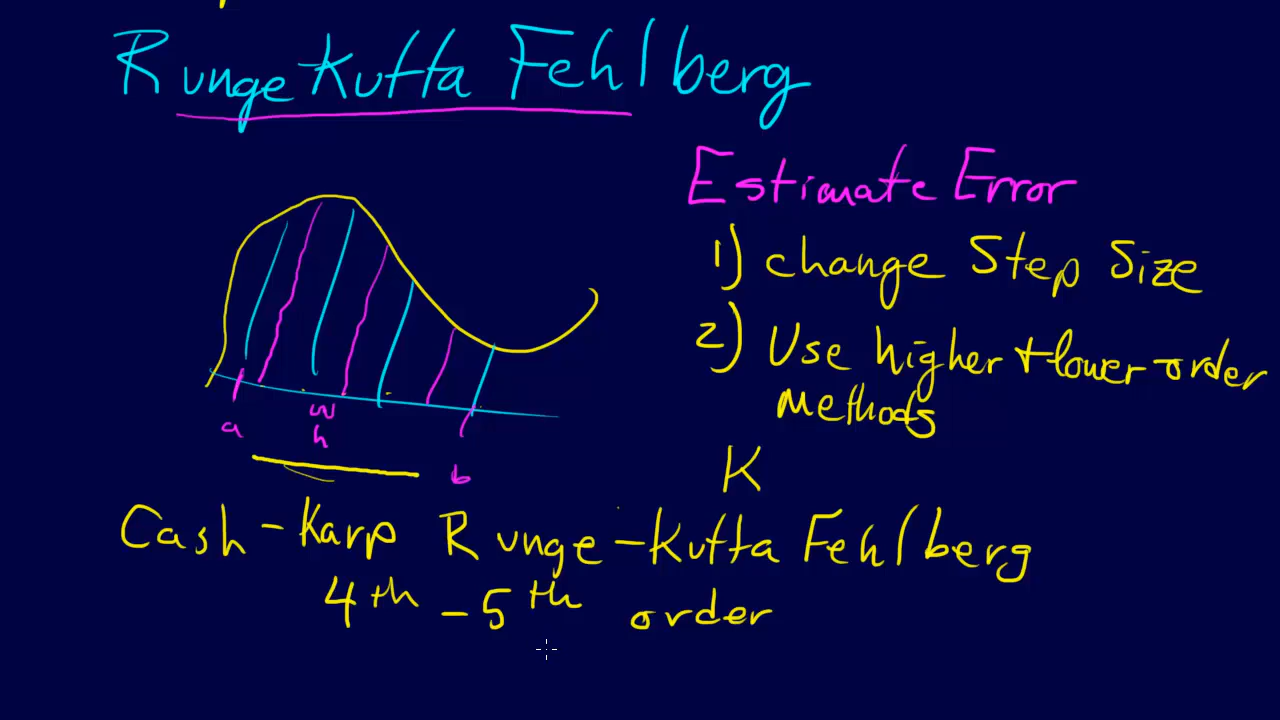 Runge Kutta Fehlberg
Estimate Error
1) change Step Size
2) Use higher + lower order
Methods
a
h
b
K
Cash-Karp Runge-Kutta Fehlberg
4th - 5th order